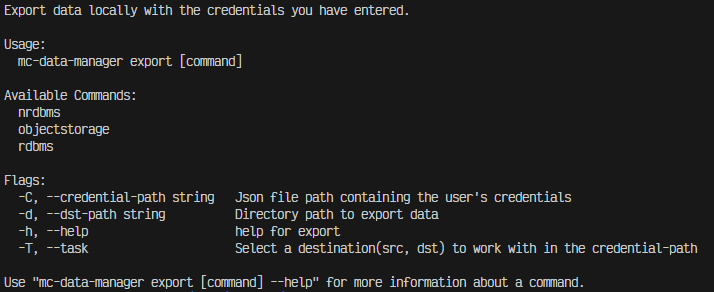 Export data locally with the credentials you have entered.

Usage:
  mc-data-manager export [command]

Available Commands:
  nrdbms
  objectstorage
  rdbms

Flags:
  -C, --credential-path string   Json file path containing the user's credentials
  -d, --dst-path string          Directory path to export data
  -h, --help                     help for export
  -T, --task                     Select a destination(src, dst) to work with in the credential-path

Use "mc-data-manager export [command] --help" for more information about a command.